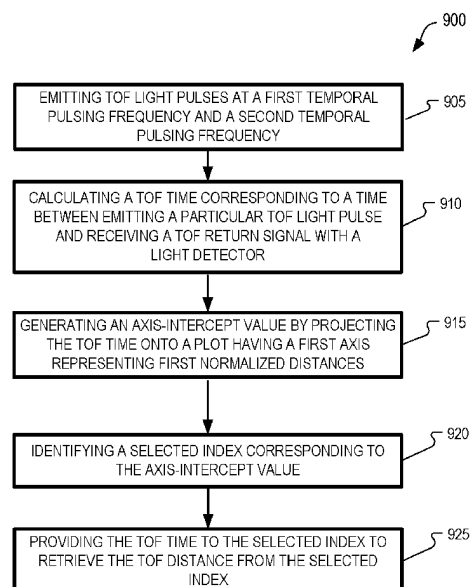 900
EMITTING TOF LIGHT PULSES AT A FIRST TEMPORAL
PULSING FREQUENCY AND A SECOND TEMPORAL
PULSING FREQUENCY
905
CALCULATING A TOF TIME CORRESPONDING TO A TIME
BETWEEN EMITTING A PARTICULAR TOF LIGHT PULSE
AND RECEIVING A TOF RETURN SIGNAL WITH A
LIGHT DETECTOR
910
GENERATING AN AXIS-INTERCEPT VALUE BY PROJECTING
THE TOF TIME ONTO A PLOT HAVING A FIRST AXIS
REPRESENTING FIRST NORMALIZED DISTANCES
915
IDENTIFYING A SELECTED INDEX CORRESPONDING TO
THE AXIS-INTERCEPT VALUE
920
PROVIDING THE TOF TIME TO THE SELECTED INDEX TO
RETRIEVE THE TOF DISTANCE FROM THE SELECTED
INDEX
925